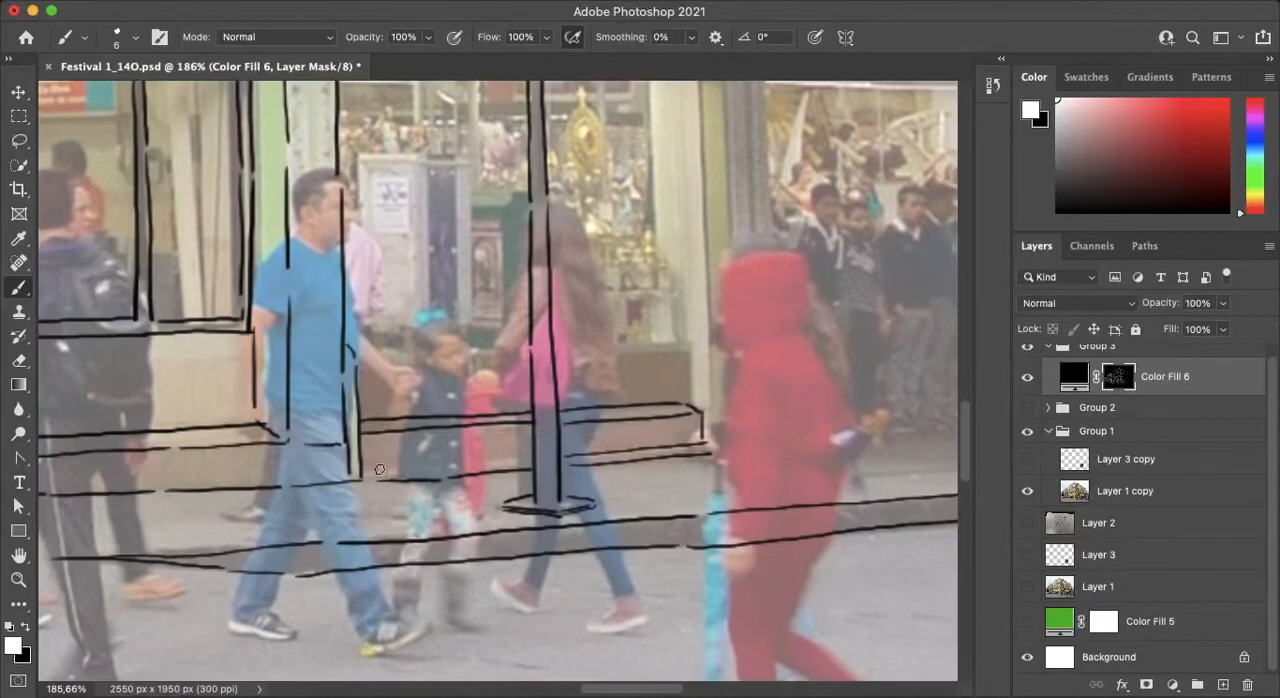 Adobe Photoshop 2021
6
Mode: Normal
Opacity: 100%
Flow: 100%
Smoothing: 0%
0°
× Festival 1_14O.psd @ 186% (Color Fill 6, Layer Mask/8) *
Color Swatches Gradients Patterns
Layers Channels Paths
Kind
Normal Opacity: 100%
Lock: Fill: 100%
Group 3
Color Fill 6
Group 2
Group 1
Layer 3 copy
Layer 1 copy
Layer 2
Layer 3
Layer 1
Color Fill 5
Background
185,66% 2550 px x 1950 px (300 ppi)